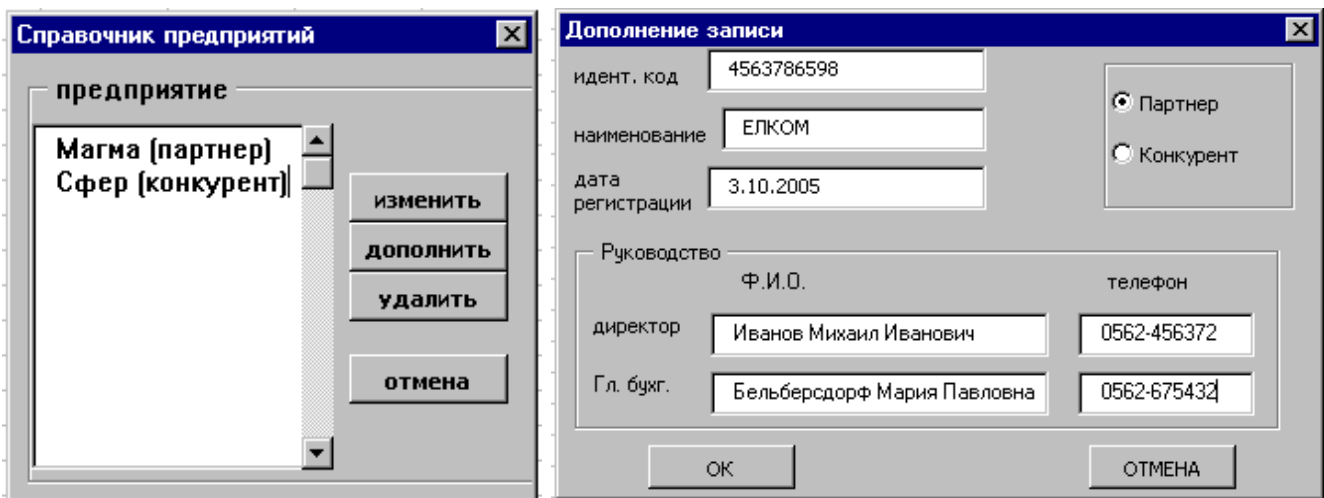 Справочник предприятий
предприятие
Магма (партнер)
Сфер (конкурент)
изменить
дополнить
удалить
отмена
Дополнение записи
идент. код
4563786598
наименование
ЕЛКОМ
дата
регистрации
3.10.2005
Партнер
Конкурент
Руководство
Ф.И.О.
телефон
директор
Иванов Михаил Иванович
0562-456372
Гл. бухг.
Бельберсдорф Мария Павловна
0562-675432
ОК
ОТМЕНА